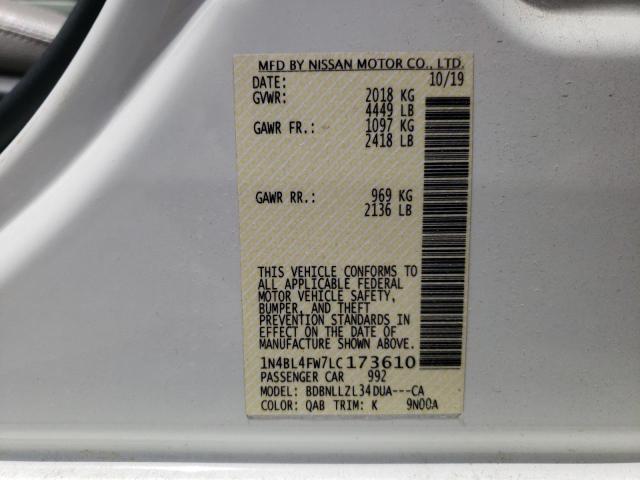 MFD BY NISSAN MOTOR CO., LTD.
DATE: 10/19
GVWR: 2018 KG
4449 LB
GAWR FR.: 1097 KG
2418 LB
GAWR RR.: 969 KG
2136 LB
THIS VEHICLE CONFORMS TO
ALL APPLICABLE FEDERAL
MOTOR VEHICLE SAFETY,
BUMPER, AND THEFT
PREVENTION STANDARDS IN
EFFECT ON THE DATE OF
MANUFACTURE SHOWN ABOVE.
1N4BL4FW7LC173610
PASSENGER CAR 992
MODEL: BDBNLLZL34DUA---CA
COLOR: QAB TRIM: K 9N00A